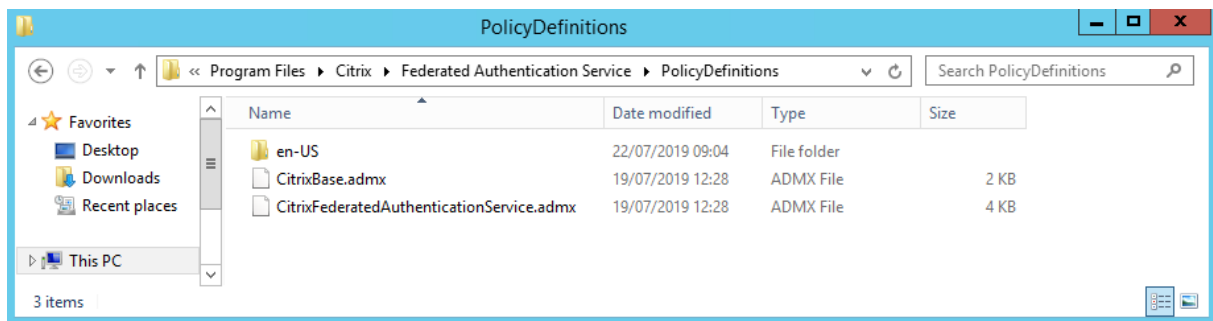 PolicyDefinitions
« Program Files Citrix Federated Authentication Service PolicyDefinitions Search PolicyDefinitions
Name Date modified Type Size
Favorites
en-US 22/07/2019 09:04 File folder
Desktop
CitrixBase.admx 19/07/2019 12:28 ADMX File 2 KB
Downloads
CitrixFederatedAuthenticationService.admx 19/07/2019 12:28 ADMX File 4 KB
Recent places
This PC
3 items